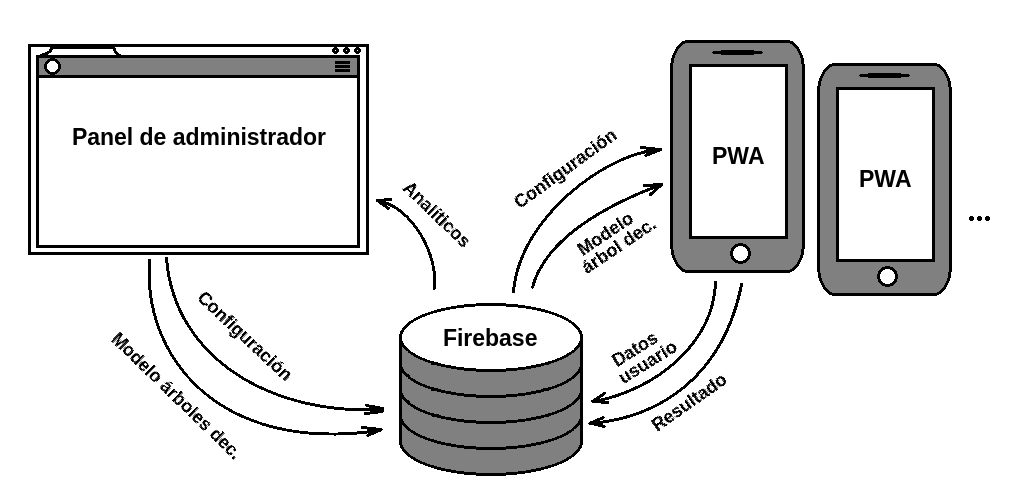 Panel de administrador
Analíticos
Configuración
Modelo árboles dec.
Firebase
Configuración
Modelo
árbol dec.
Datos
usuario
Resultado
PWA
PWA
...